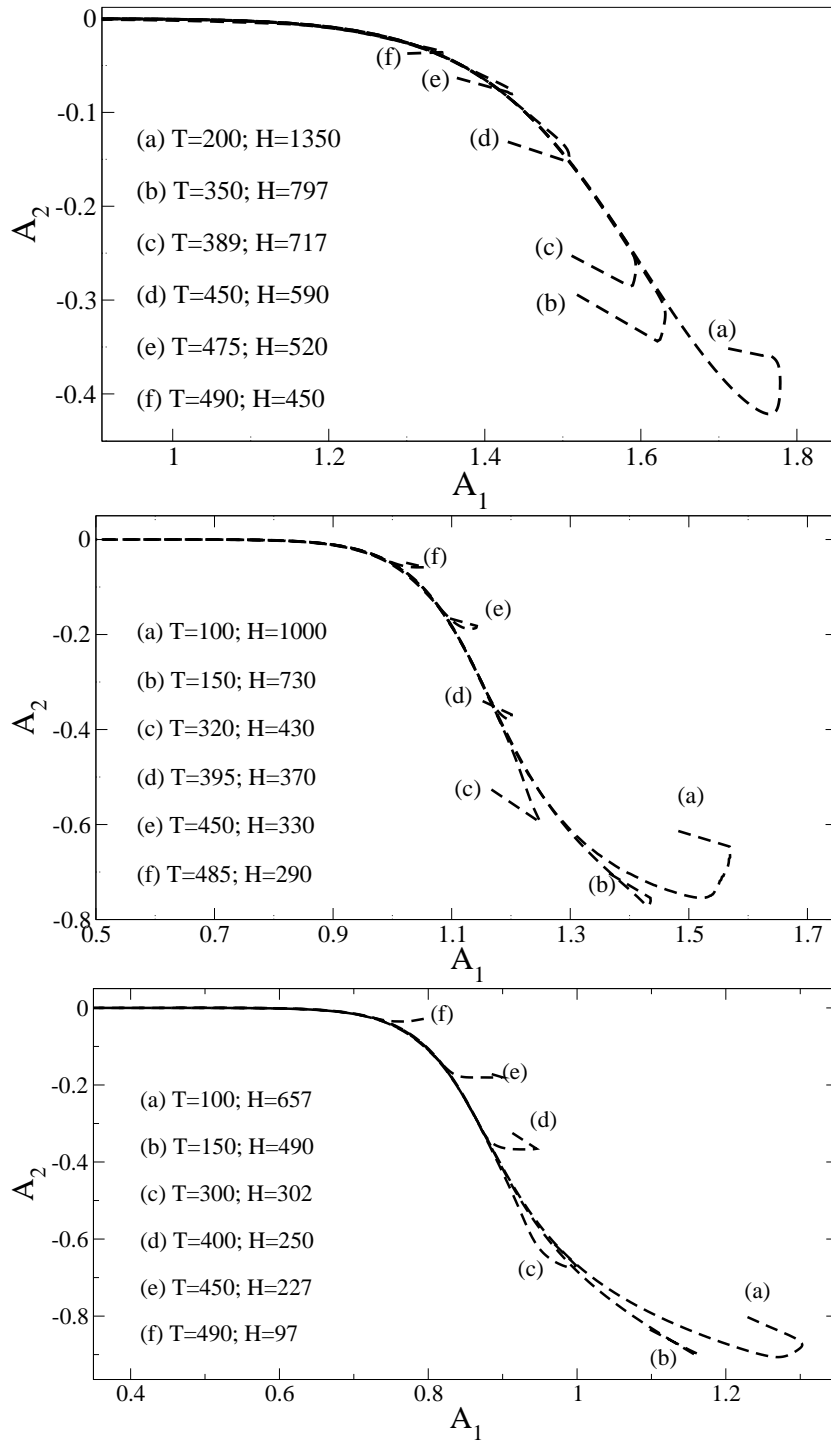 0
-0.1
-0.2
-0.3
-0.4
A2
(f)
(e)
(d)
(c)
(b)
(a)
(a) T=200; H=1350
(b) T=350; H=797
(c) T=389; H=717
(d) T=450; H=590
(e) T=475; H=520
(f) T=490; H=450
1 1.2 1.4 1.6 1.8
A1
0
-0.2
-0.4
-0.6
-0.8
A2
(f)
(e)
(d)
(c)
(a)
(b)
(a) T=100; H=1000
(b) T=150; H=730
(c) T=320; H=430
(d) T=395; H=370
(e) T=450; H=330
(f) T=485; H=290
0.5 0.7 0.9 1.1 1.3 1.5 1.7
A1
0
-0.2
-0.4
-0.6
-0.8
A2
(f)
(e)
(d)
(c)
(a)
(b)
(a) T=100; H=657
(b) T=150; H=490
(c) T=300; H=302
(d) T=400; H=250
(e) T=450; H=227
(f) T=490; H=97
0.4 0.6 0.8 1 1.2
A1